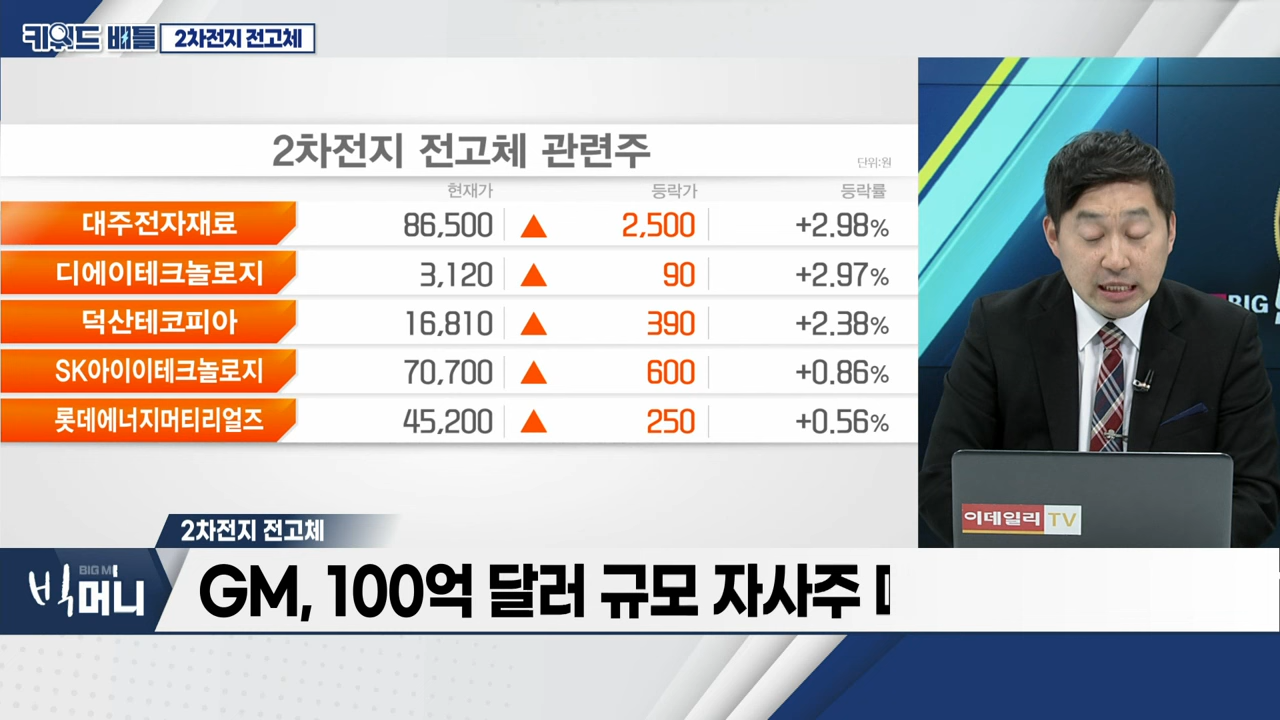 키워드 배틀 2차전지 전고체
2차전지 전고체 관련주
단위:원
현재가 등락가 등락률
대주전자재료 86,500 ▲ 2,500 +2.98%
디에이테크놀로지 3,120 ▲ 90 +2.97%
덕산테코피아 16,810 ▲ 390 +2.38%
SK아이이테크놀로지 70,700 ▲ 600 +0.86%
롯데에너지머티리얼즈 45,200 ▲ 250 +0.56%
BIG
이데일리TV
2차전지 전고체
BIG M
빅머니
GM, 100억 달러 규모 자사주